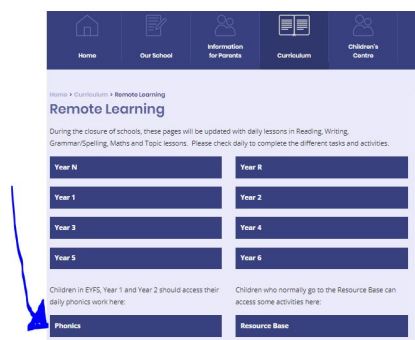 Home
Our School
Information
for Parents
Curriculum
Children's
Centre
Home > Curriculum > Remote Learning
Remote Learning
During the closure of schools, these pages will be updated with daily lessons in Reading, Writing,
Grammar/Spelling, Maths and Topic lessons. Please check daily to complete the different tasks and activities.
Year N
Year R
Year 1
Year 2
Year 3
Year 4
Year 5
Year 6
Children in EYFS, Year 1 and Year 2 should access their
daily phonics work here:
Children who normally go to the Resource Base can
access some activities here:
Phonics
Resource Base